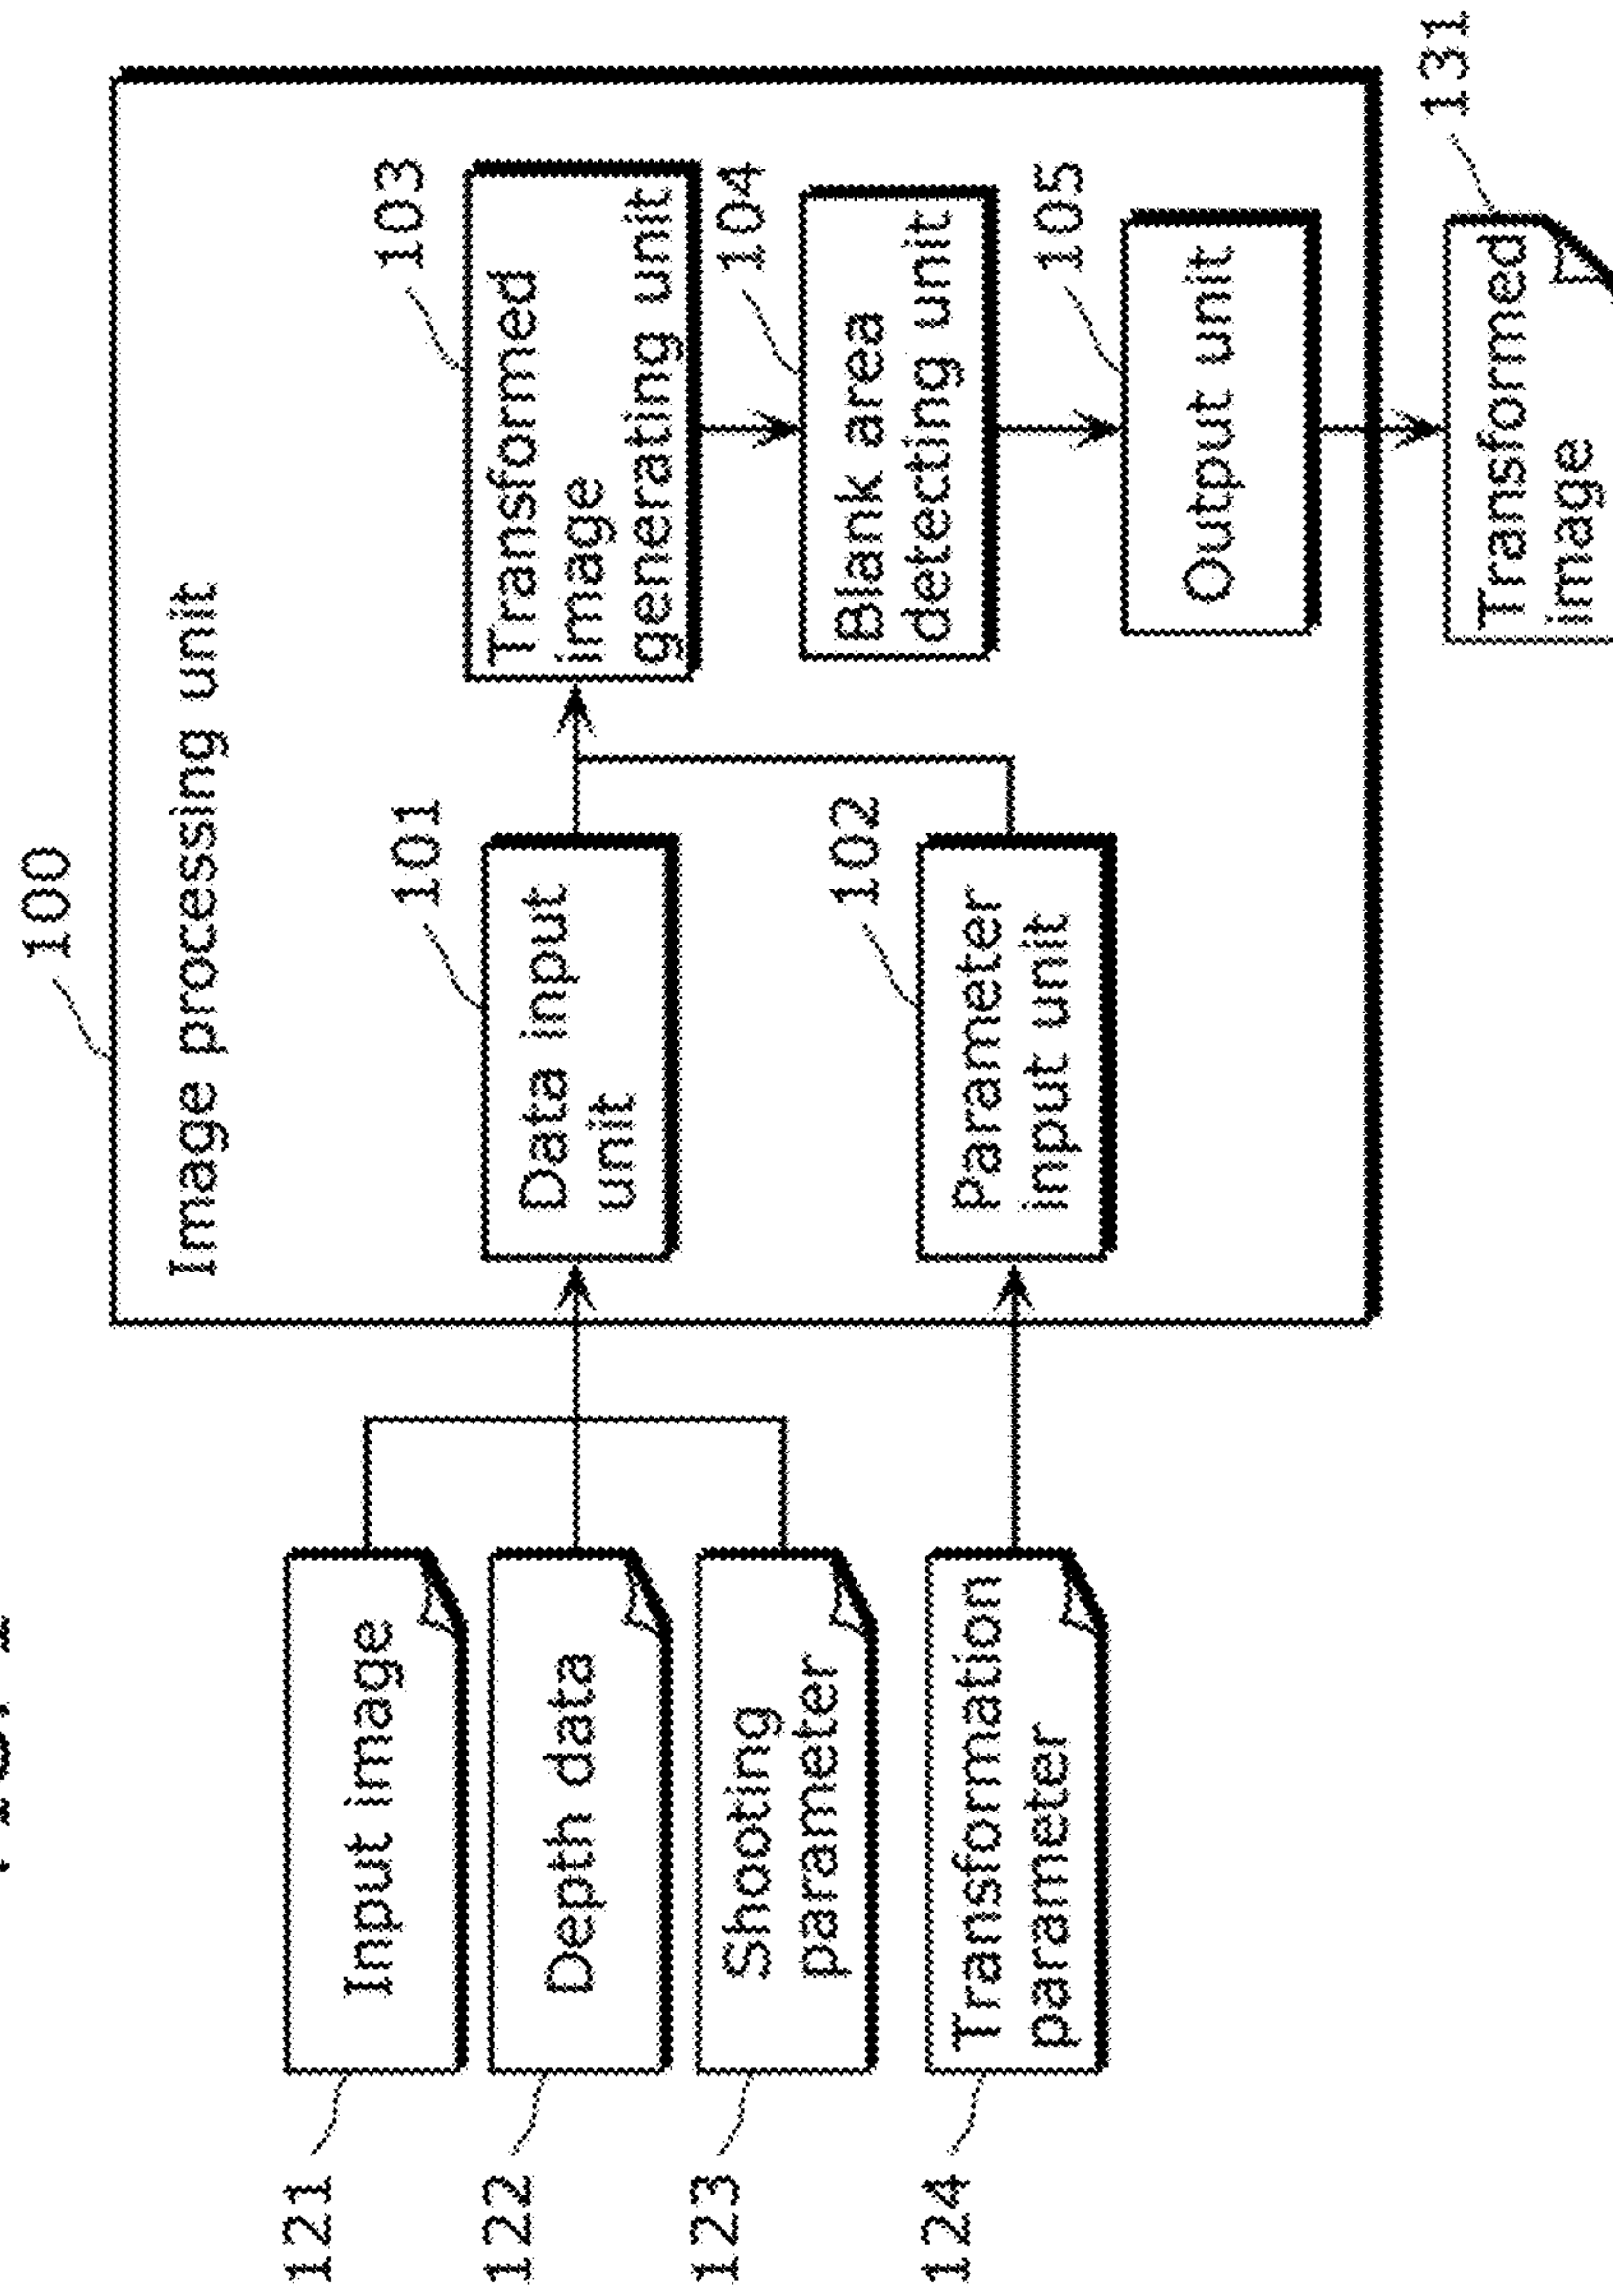 100
Image processing unit
121
Input image
122
Depth data
123
Shooting
parameter
124
Transformation
parameter
101
Data input
unit
102
Parameter
input unit
103
Transformed
image
generating unit
104
Blank area
detecting unit
105
Output unit
131
Transformed
image